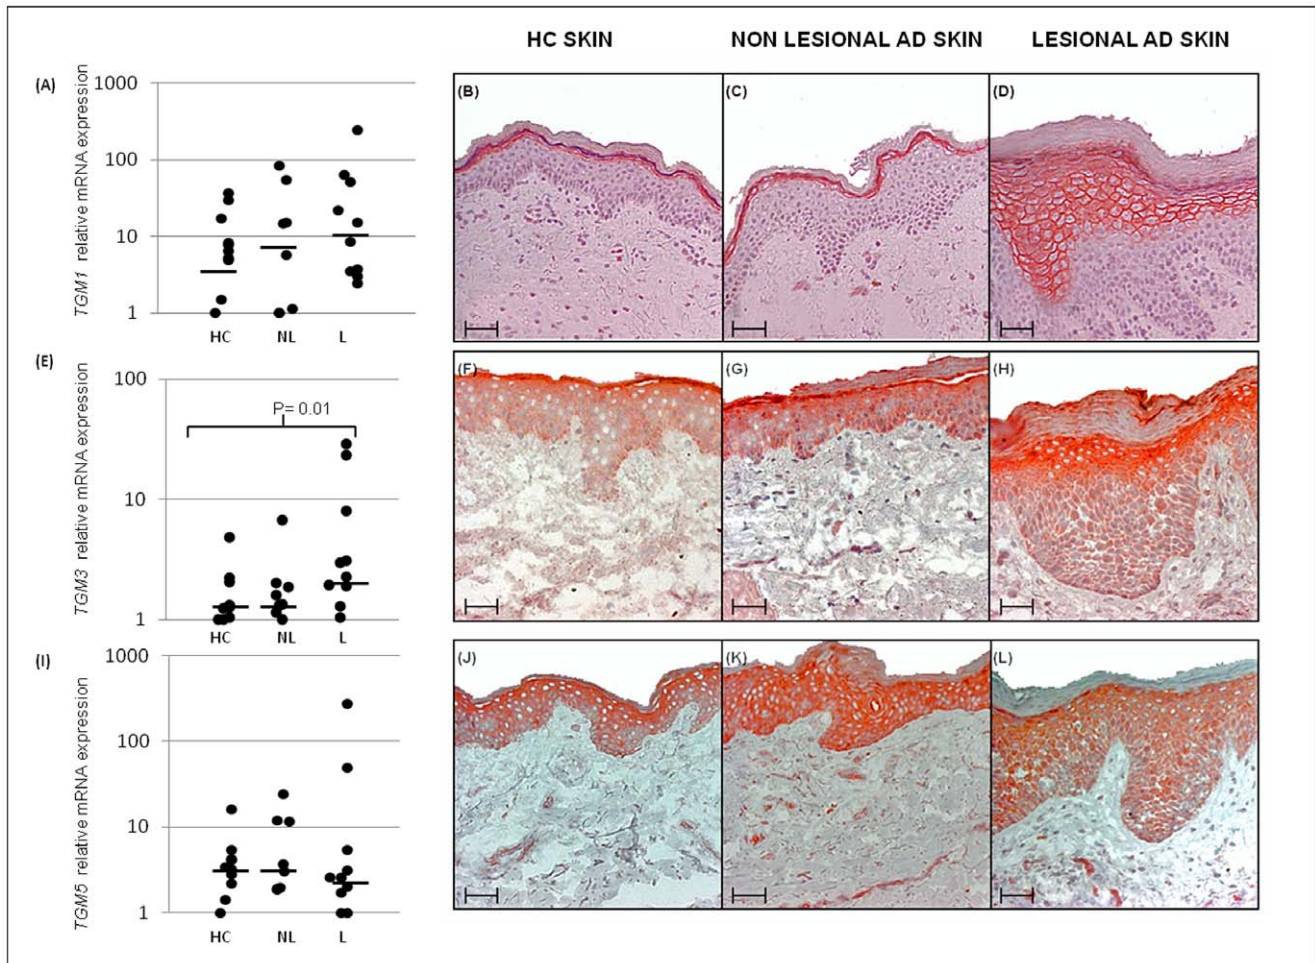 HC SKIN NON LESIONAL AD SKIN LESIONAL AD SKIN
(A)
TGM1 relative mRNA expression
1000
100
10
1
HC NL L
(B) (C) (D)
(E)
TGM3 relative mRNA expression
100
10
1
P= 0.01
HC NL L
(F) (G) (H)
(I)
TGM5 relative mRNA expression
1000
100
10
1
HC NL L
(J) (K) (L)